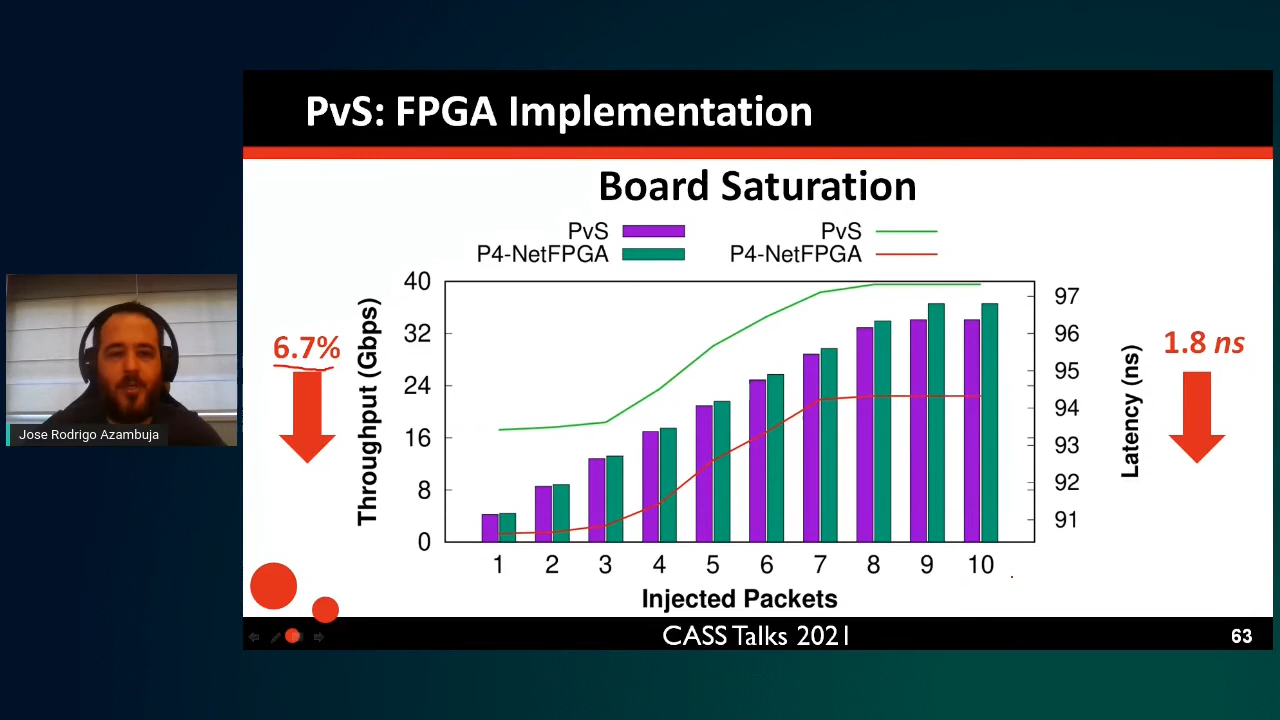 PvS: FPGA Implementation
Board Saturation
PvS
P4-NetFPGA
PvS
P4-NetFPGA
6.7%
Throughput (Gbps)
40
32
24
16
8
0
97
96
95
94
93
92
91
Latency (ns)
1.8 ns
1 2 3 4 5 6 7 8 9 10
Injected Packets
Jose Rodrigo Azambuja
CASS Talks 2021
63